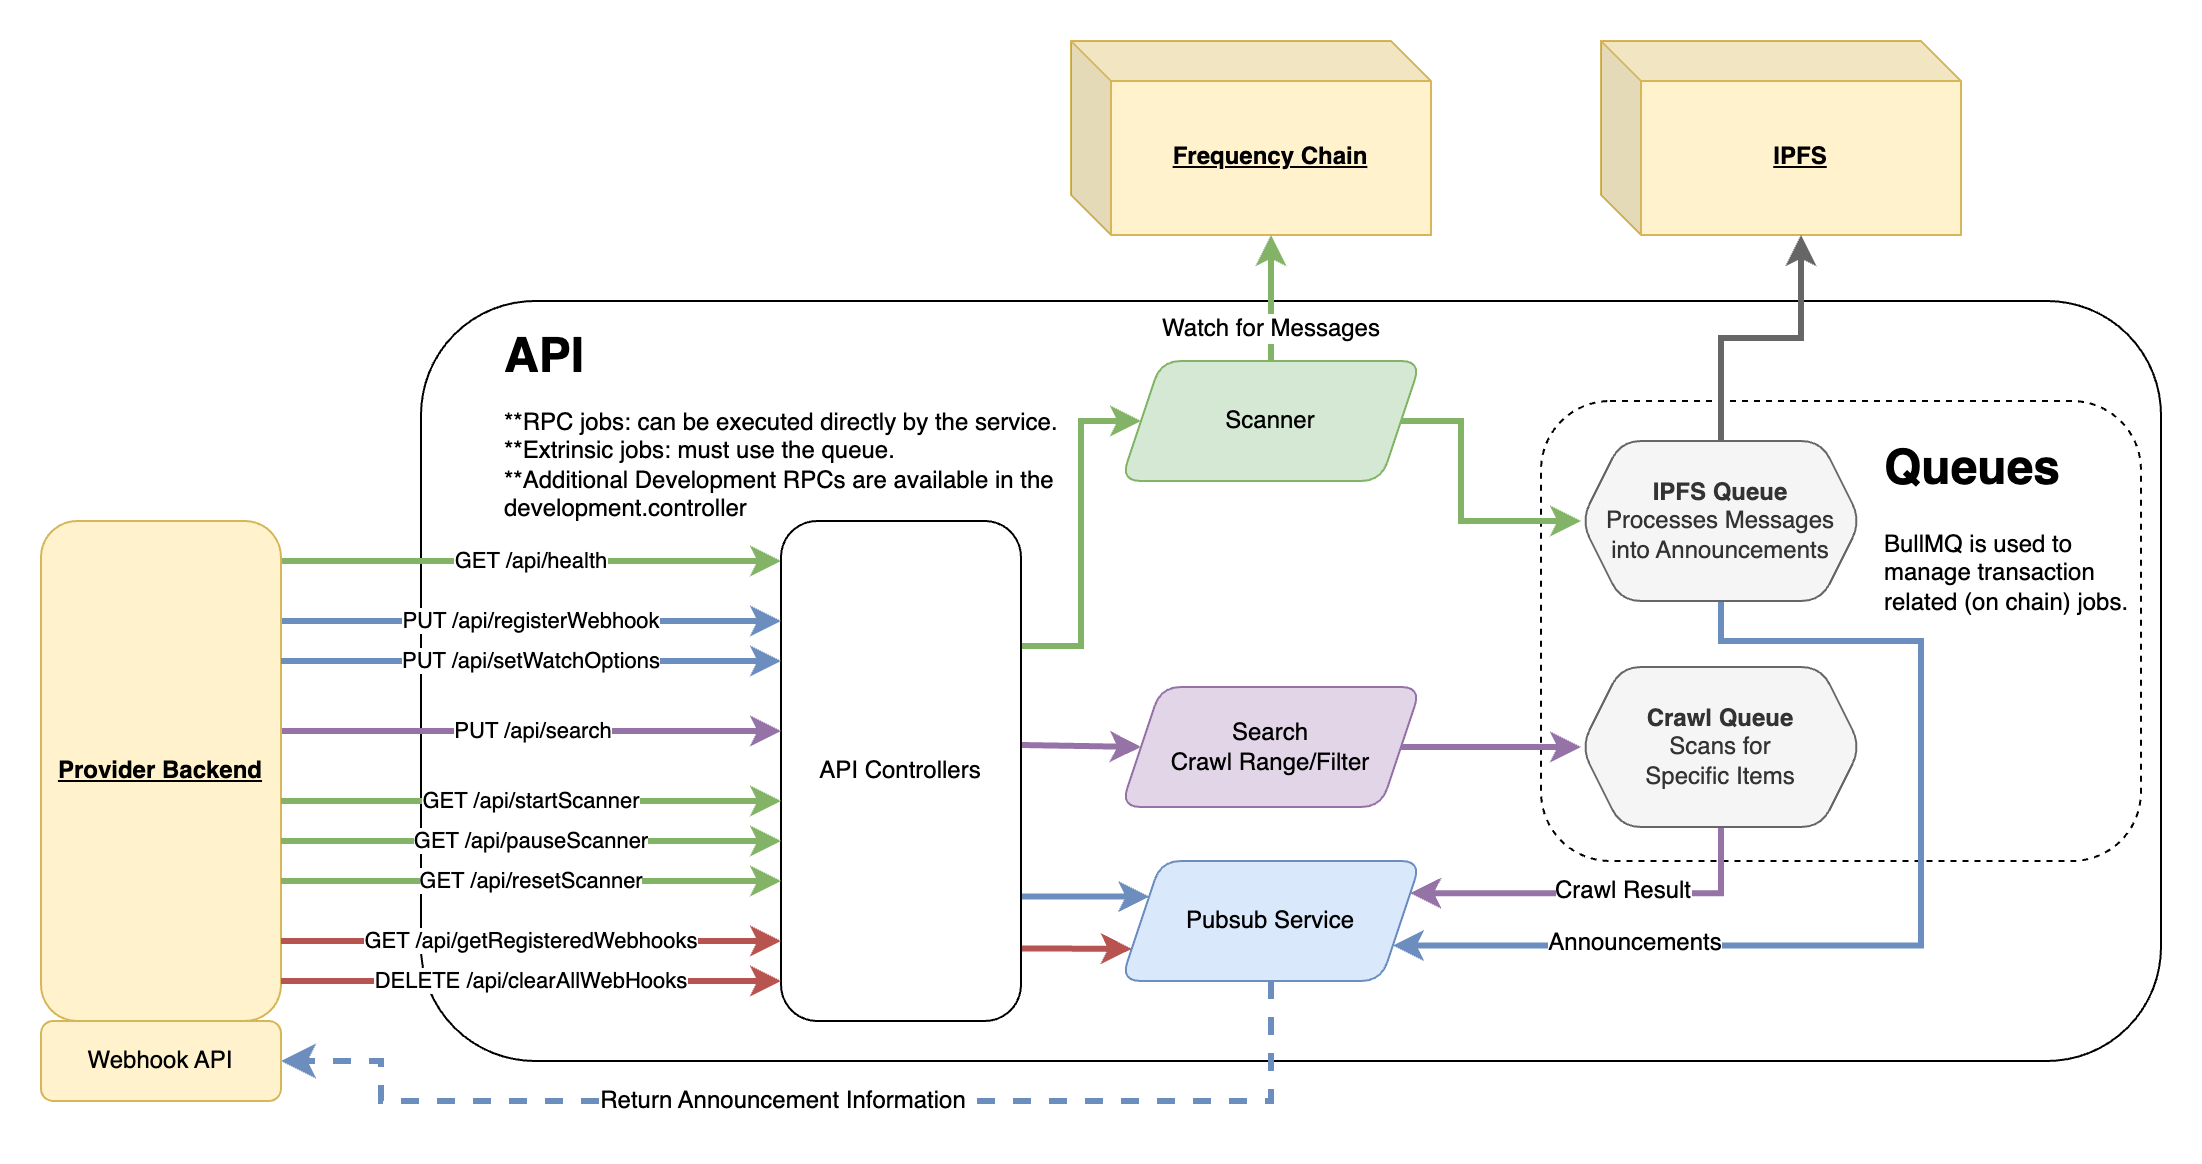 Frequency Chain
IPFS
Watch for Messages
API
**RPC jobs: can be executed directly by the service.
**Extrinsic jobs: must use the queue.
**Additional Development RPCs are available in the
development.controller
Scanner
Queues
IPFS Queue
Processes Messages
into Announcements
BullMQ is used to
manage transaction
related (on chain) jobs.
GET /api/health
PUT /api/registerWebhook
PUT /api/setWatchOptions
PUT /api/search
Provider Backend
GET /api/startScanner
GET /api/pauseScanner
GET /api/resetScanner
GET /api/getRegisteredWebhooks
DELETE /api/clearAllWebHooks
API Controllers
Search
Crawl Range/Filter
Crawl Queue
Scans for
Specific Items
Crawl Result
Pubsub Service
Announcements
Webhook API
Return Announcement Information